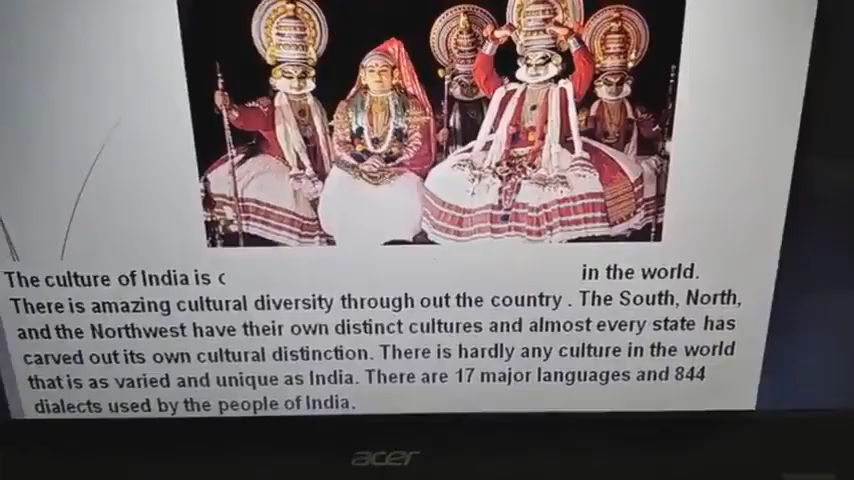 The culture of India is c in the world.
There is amazing cultural diversity through out the country . The South, North,
and the Northwest have their own distinct cultures and almost every state has
carved out its own cultural distinction. There is hardly any culture in the world
that is as varied and unique as India. There are 17 major languages and 844
dialects used by the people of India.
acer